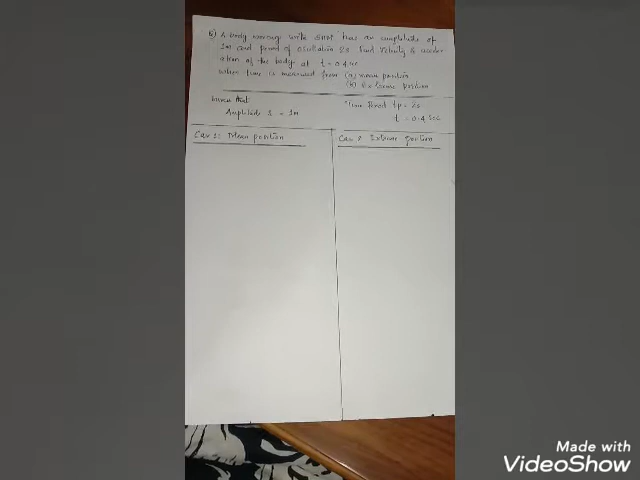 A body moving with SHM has an amplitude of
1m and period of oscillation 2s. Find velocity & acceler
ation of the body at t = 0.4 sec
when time is measured from (a) mean position
(b) Extreme position
Given that
Amplitude = 1m
Time Period tp = 2s
t = 0.4 sec
Case 1: Mean position
Case 2 Extreme position
Made with
VideoShow